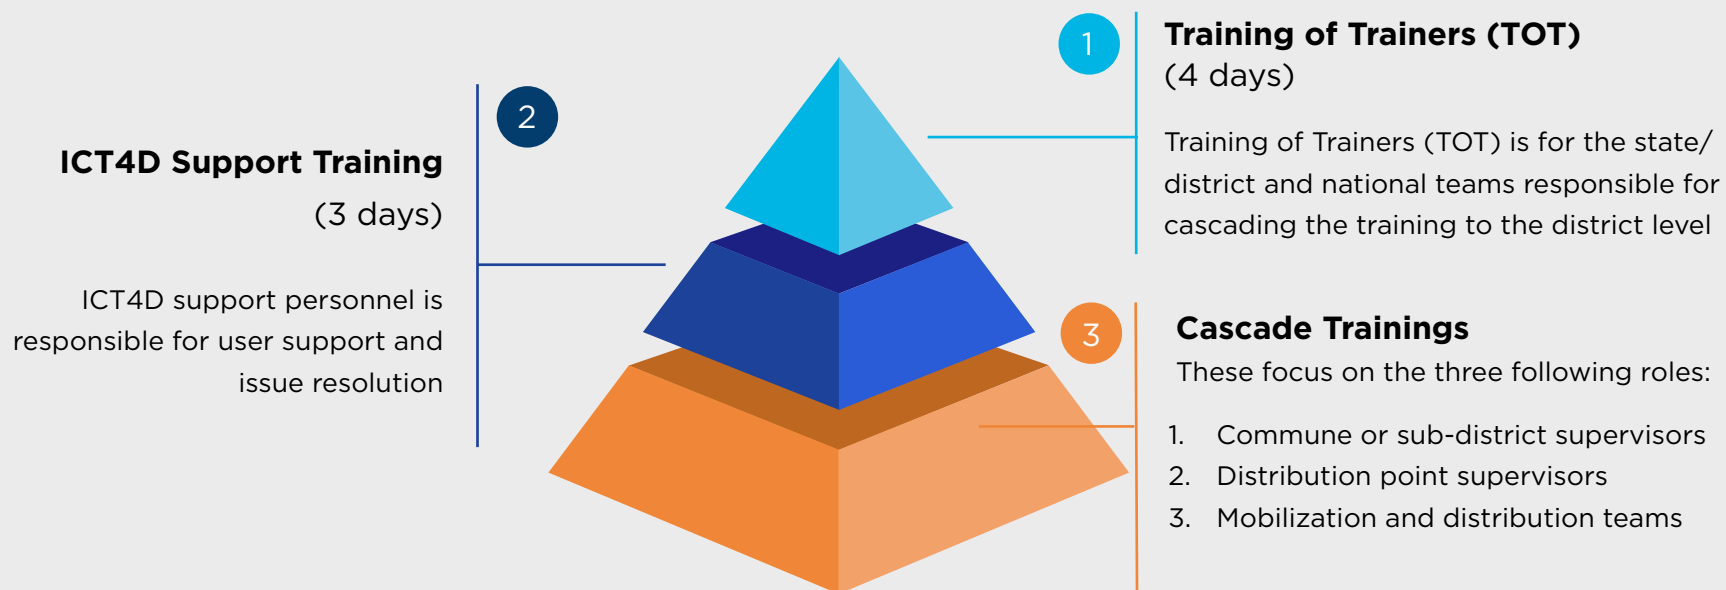 1
Training of Trainers (TOT)
(4 days)
Training of Trainers (TOT) is for the state/
district and national teams responsible for
cascading the training to the district level
2
ICT4D Support Training
(3 days)
ICT4D support personnel is
responsible for user support and
issue resolution
3
Cascade Trainings
These focus on the three following roles:
1. Commune or sub-district supervisors
2. Distribution point supervisors
3. Mobilization and distribution teams